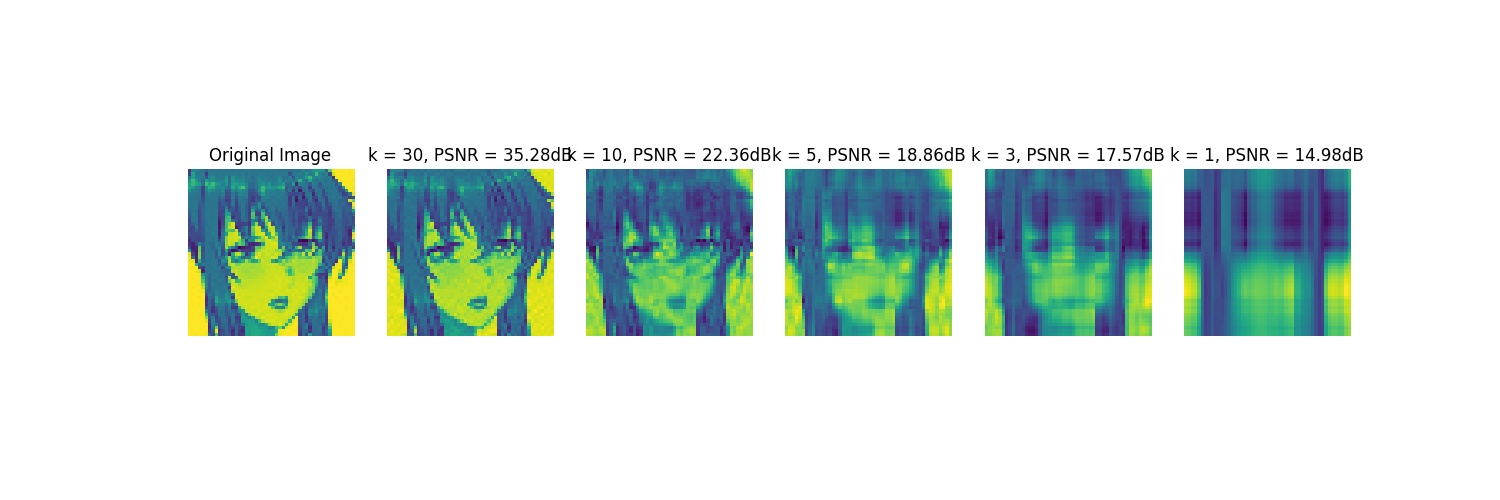 Original Image
k = 30, PSNR = 35.28dB
k = 10, PSNR = 22.36dB
k = 5, PSNR = 18.86dB
k = 3, PSNR = 17.57dB
k = 1, PSNR = 14.98dB